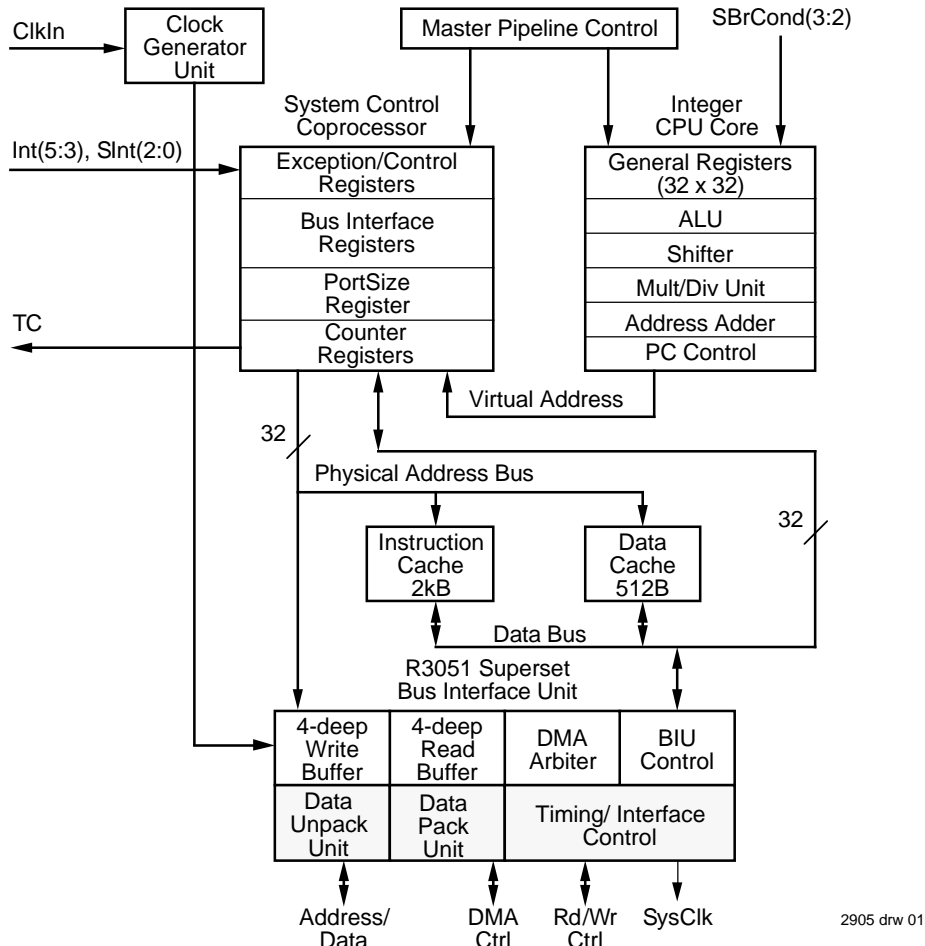 ClkIn
Clock
Generator
Unit
Master Pipeline Control
SBrCond(3:2)
System Control
Coprocessor
Integer
CPU Core
Int(5:3), SInt(2:0)
Exception/Control
Registers
Bus Interface
Registers
PortSize
Register
Counter
Registers
General Registers
(32 x 32)
ALU
Shifter
Mult/Div Unit
Address Adder
PC Control
TC
Virtual Address
32
Physical Address Bus
32
Instruction
Cache
2kB
Data
Cache
512B
Data Bus
R3051 Superset
Bus Interface Unit
4-deep
Write
Buffer
4-deep
Read
Buffer
DMA
Arbiter
BIU
Control
Data
Unpack
Unit
Data
Pack
Unit
Timing/ Interface
Control
Address/
Data
DMA
Ctrl
Rd/Wr
Ctrl
SysClk
2905 drw 01